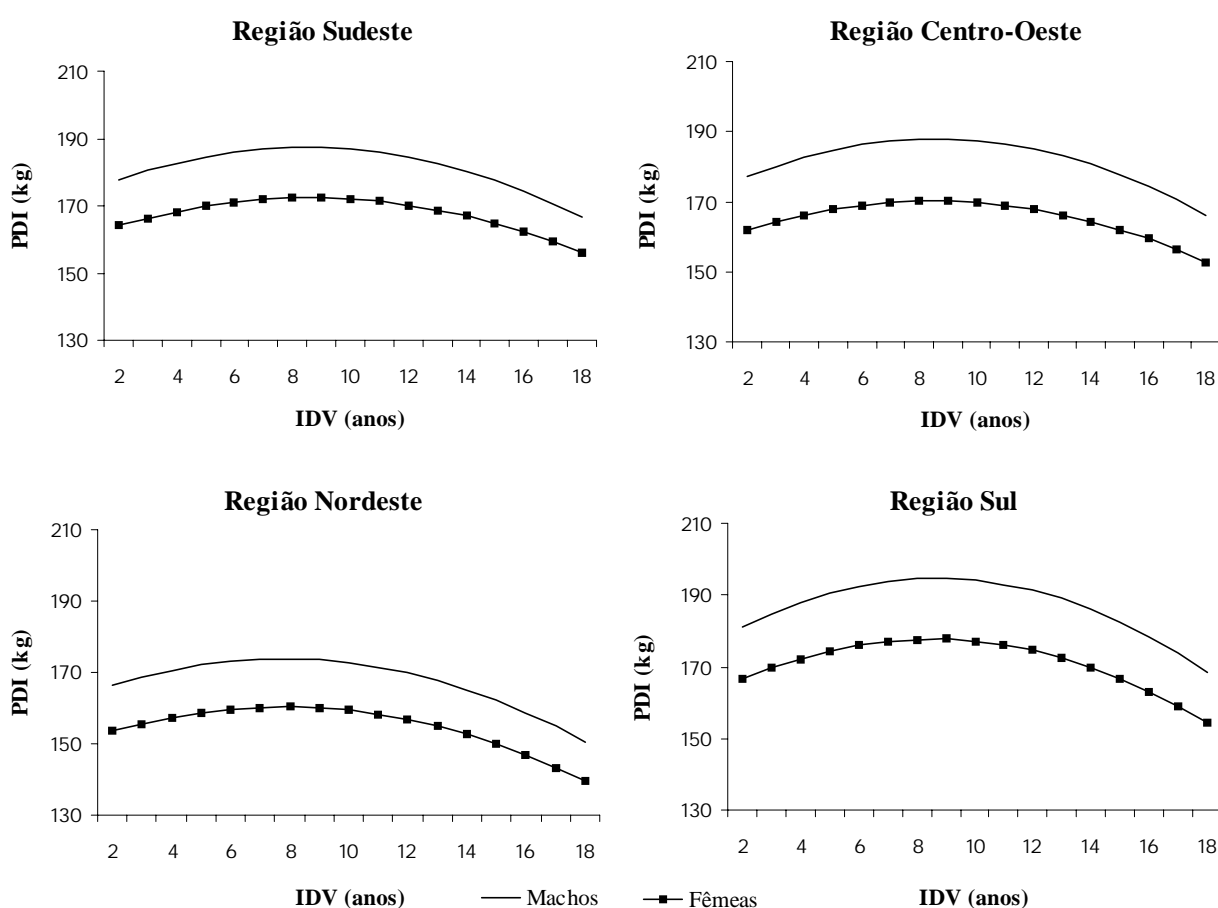 Região Sudeste
210
190
170
150
130
PDI (kg)
2 4 6 8 10 12 14 16 18
IDV (anos)
Região Centro-Oeste
210
190
170
150
130
PDI (kg)
2 4 6 8 10 12 14 16 18
IDV (anos)
Região Nordeste
210
190
170
150
130
PDI (kg)
2 4 6 8 10 12 14 16 18
IDV (anos)
Região Sul
210
190
170
150
130
PDI (kg)
2 4 6 8 10 12 14 16 18
IDV (anos)
Machos Fêmeas